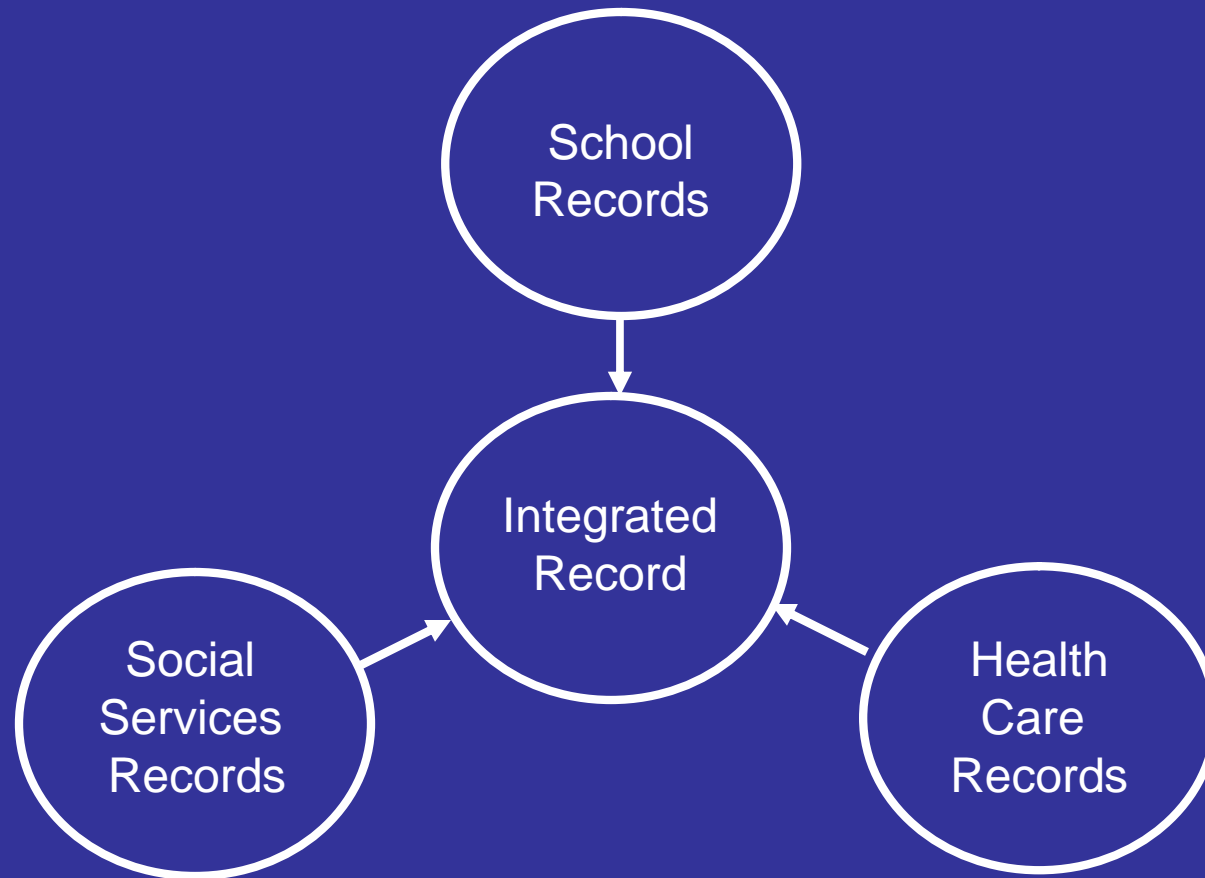 School
Records
Integrated
Record
Social
Services
Records
Health
Care
Records